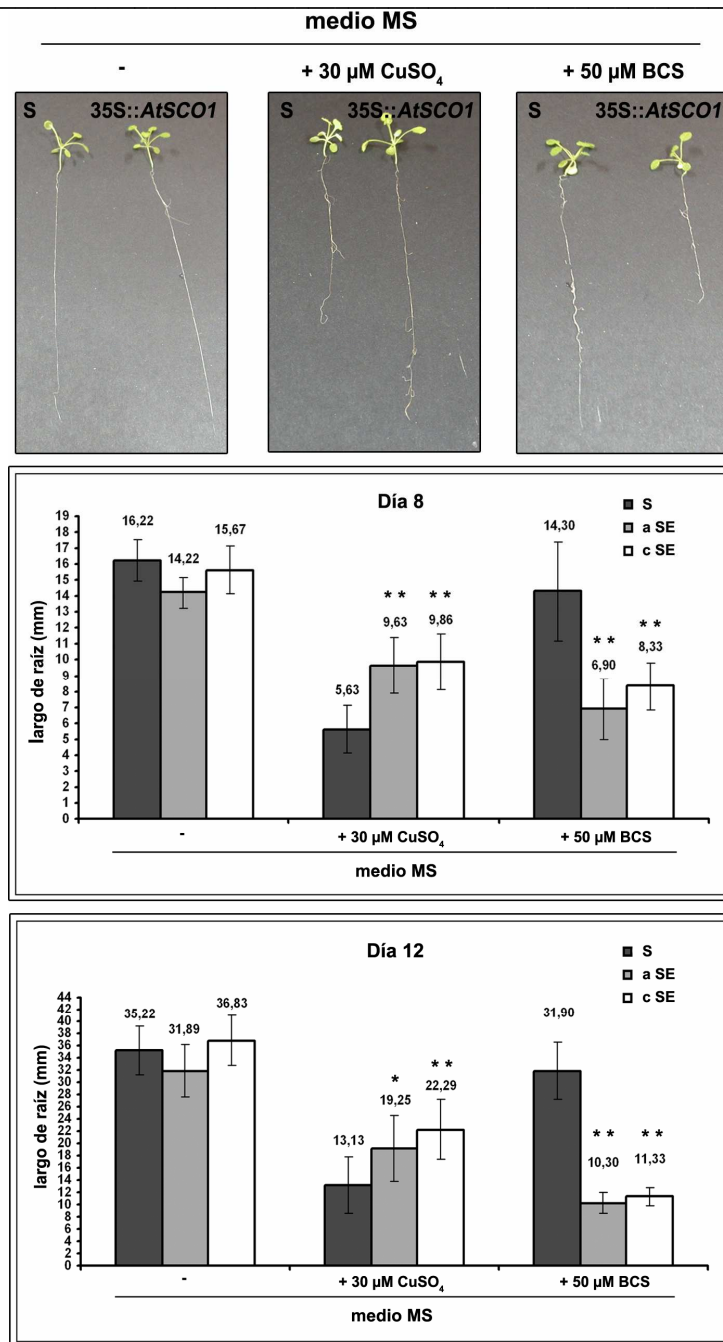 medio MS
- + 30 µM CuSO₄ + 50 µM BCS
S 35S::AtSCO1 S 35S::AtSCO1 S 35S::AtSCO1
Día 8
S
a SE
c SE
largo de raíz (mm)
19
18
17
16
15
14
13
12
11
10
9
8
7
6
5
4
3
2
1
0
16,22 14,22 15,67
5,63 * * 9,63 * * 9,86
14,30 * * 6,90 * * 8,33
- + 30 µM CuSO₄ + 50 µM BCS
medio MS
Día 12
S
a SE
c SE
largo de raíz (mm)
44
42
40
38
36
34
32
30
28
26
24
22
20
18
16
14
12
10
8
6
4
2
0
35,22 31,89 36,83
13,13 * 19,25 * * 22,29
31,90 * * 10,30 * * 11,33
- + 30 µM CuSO₄ + 50 µM BCS
medio MS